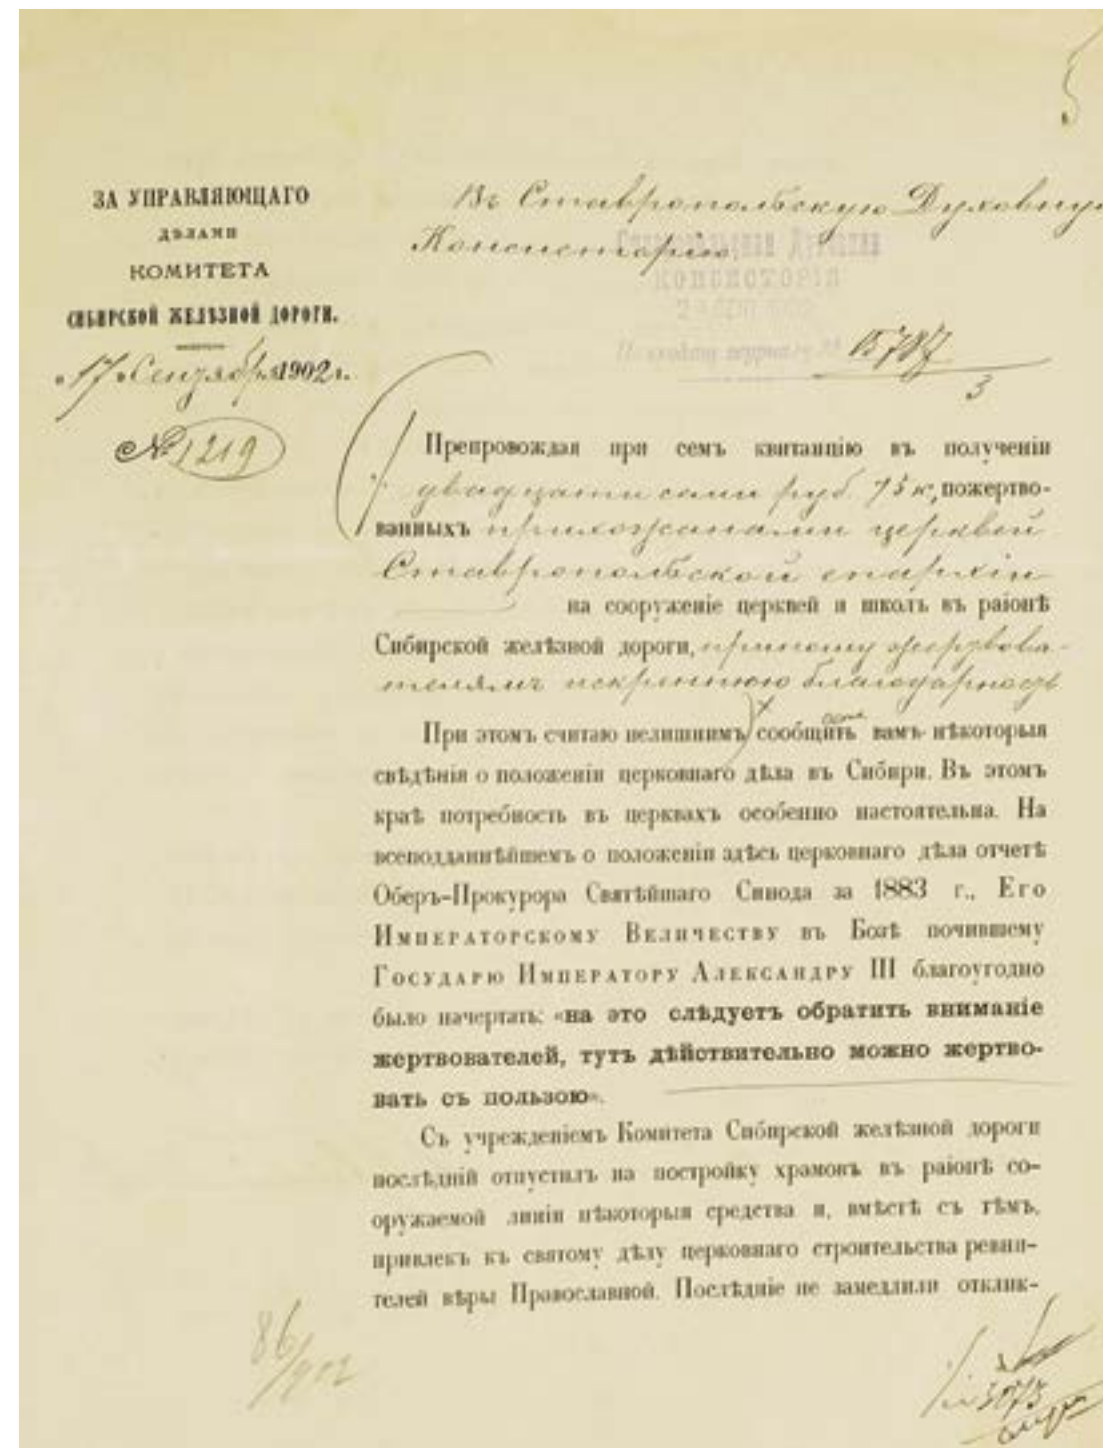 ЗА УПРАВЛЯЮЩАГО
ДѢЛАМИ
КОМИТЕТА
СИБИРСКОЙ ЖЕЛѢЗНОЙ ДОРОГИ.
„17 „Сентября 1902 г.
№ 1219
Въ Ставропольскую Духовную
Консисторію
Ставропольская Духовная
КОНСИСТОРІЯ
15787
3
Препровождая при семъ квитанцію въ полученіи
двадцати семи руб. 75 к., пожертво-
ванныхъ прихожанами церквей
Ставропольской епархіи
на сооруженіе церквей и школъ въ раіонѣ
Сибирской желѣзной дороги, приношу жертвова-
телямъ искреннюю благодарность
При этомъ считаю нелишнимъ сообщить вамъ нѣкоторыя
свѣдѣнія о положеніи церковнаго дѣла въ Сибири. Въ этомъ
краѣ потребность въ церквахъ особенно настоятельна. На
всеподданнѣйшемъ о положеніи здѣсь церковнаго дѣла отчетѣ
Оберъ-Прокурора Святѣйшаго Синода за 1883 г., Его
Императорскому Величеству въ Бозѣ почившему
Государю Императору Александру III благоугодно
было начертать: «на это слѣдуетъ обратить вниманіе
жертвователей, тутъ дѣйствительно можно жертво-
вать съ пользою».
Съ учрежденіемъ Комитета Сибирской желѣзной дороги
послѣдній отпустилъ на постройку храмовъ въ раіонѣ со-
оружаемой линіи нѣкоторыя средства и, вмѣстѣ съ тѣмъ,
привлекъ къ святому дѣлу церковнаго строительства ревни-
телей вѣры Православной. Послѣдніе не замедлили отклик-
86/902
3073